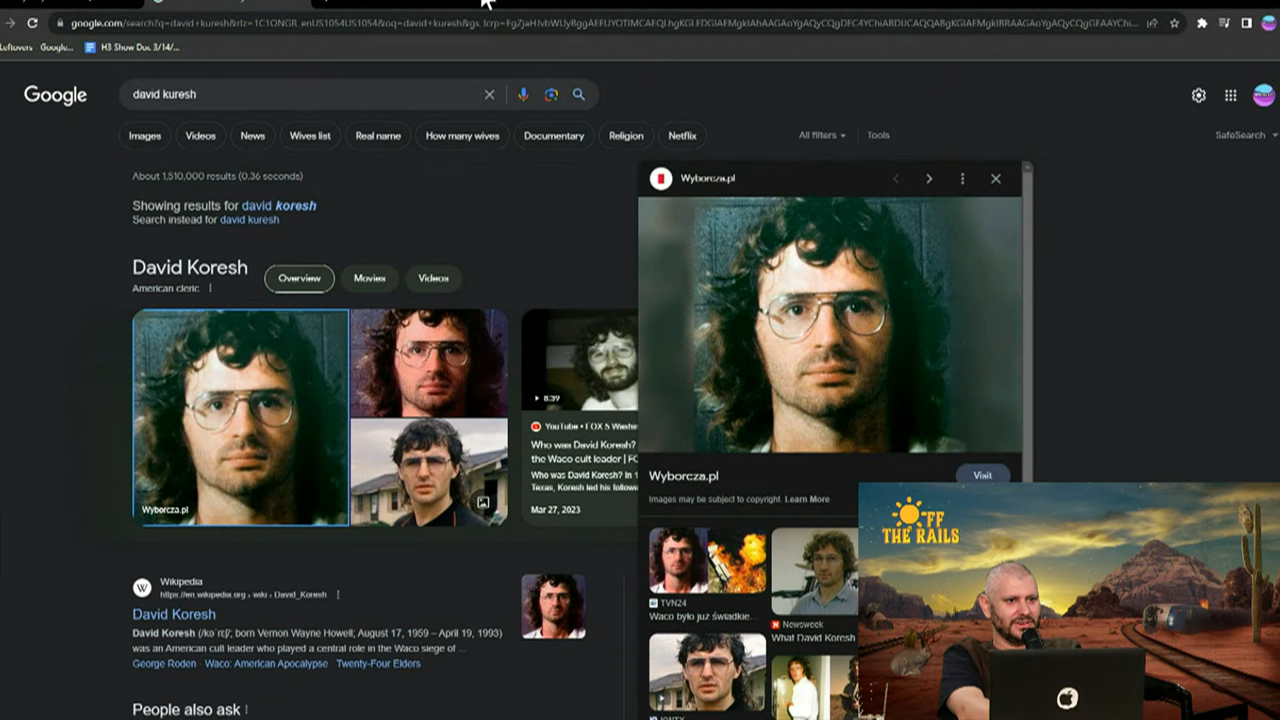 Leftovers - Google...
H3 Show Doc 3/14/...
Google
david kuresh
Images
Videos
News
Wives list
Real name
How many wives
Documentary
Religion
Netflix
All filters
Tools
SafeSearch
About 1,510,000 results (0.36 seconds)
Showing results for david koresh
Search instead for david kuresh
David Koresh
American cleric
Overview
Movies
Videos
Wyborcza.pl
8:39
YouTube • FOX 5 Washin
Who was David Koresh?
the Waco cult leader | FO
Who was David Koresh? In 1
Texas, Koresh led his follow
Mar 27, 2023
Wikipedia
https://en.wikipedia.org › wiki › David_Koresh
David Koresh
David Koresh (/kəˈrɛʃ/; born Vernon Wayne Howell; August 17, 1959 – April 19, 1993)
was an American cult leader who played a central role in the Waco siege of ...
George Roden · Waco: American Apocalypse · Twenty-Four Elders
People also ask
Wyborcza.pl
Wyborcza.pl
Visit
Images may be subject to copyright. Learn More
TVN24
Waco było już świadkie...
Newsweek
What David Koresh
OFF
THE RAILS